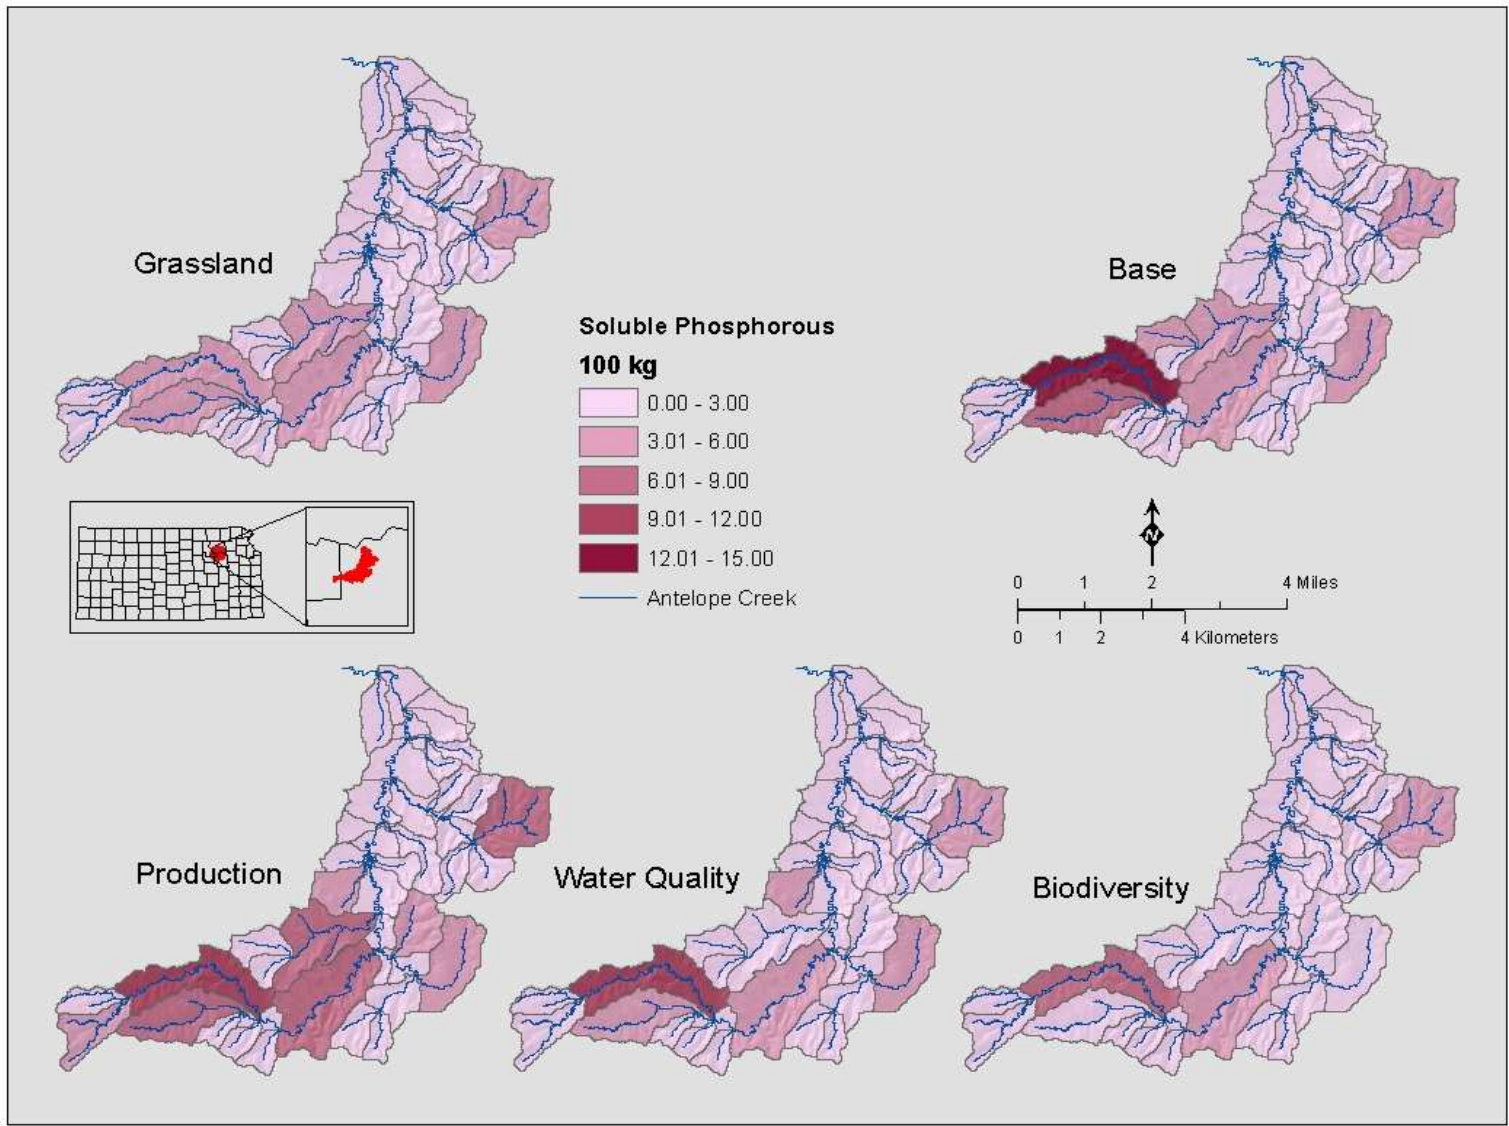 Grassland
Base
Soluble Phosphorous
100 kg
0.00 - 3.00
3.01 - 6.00
6.01 - 9.00
9.01 - 12.00
12.01 - 15.00
Antelope Creek
N
0 1 2 4 Miles
0 1 2 4 Kilometers
Production
Water Quality
Biodiversity